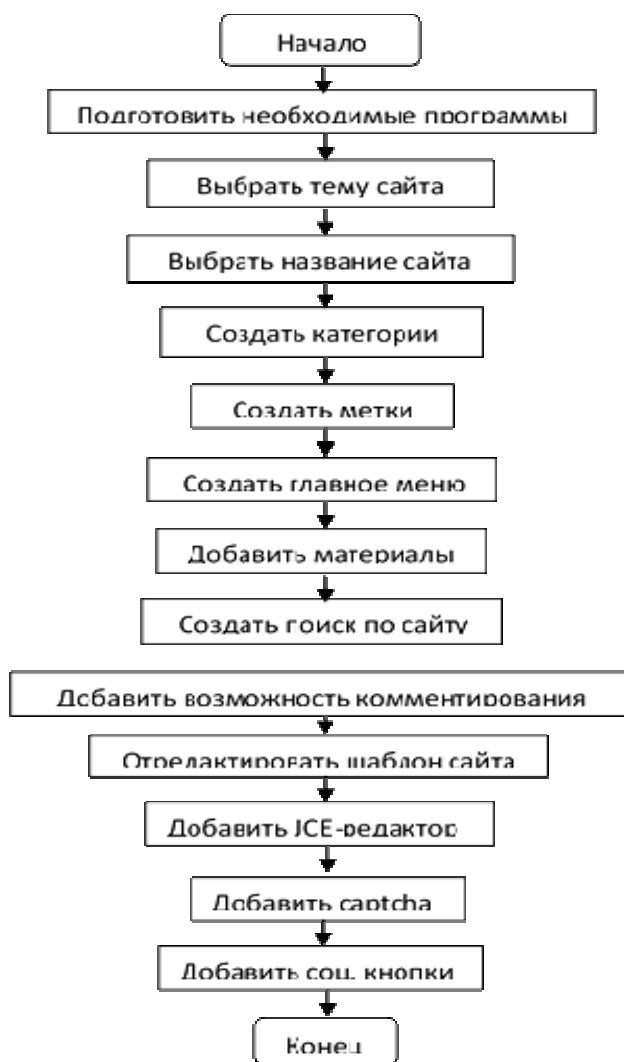 Начало
Подготовить необходимые программы
Выбрать тему сайта
Выбрать название сайта
Создать категории
Создать метки
Создать главное меню
Добавить материалы
Создать поиск по сайту
Добавить возможность комментирования
Отредактировать шаблон сайта
Добавить JCE-редактор
Добавить captcha
Добавить соц. кнопки
Конец